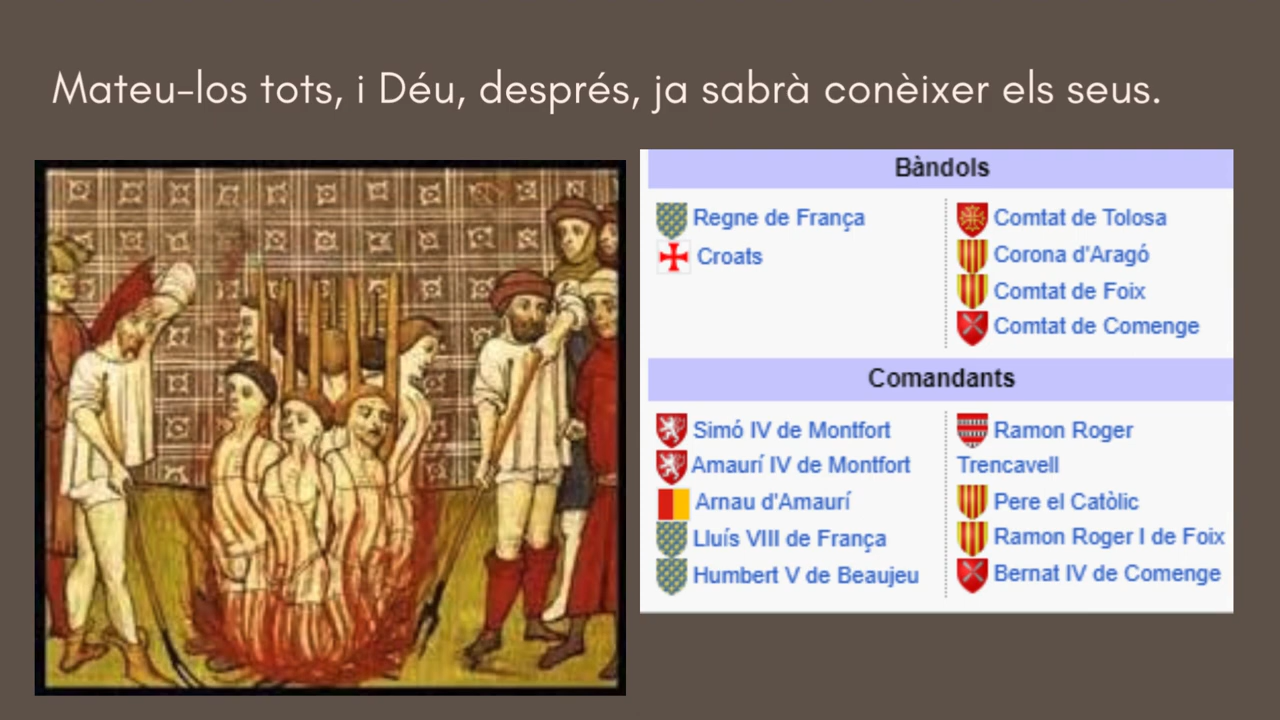 Mateu-los tots, i Déu, després, ja sabrà conèixer els seus.
Bàndols
Regne de França
Croats
Comtat de Tolosa
Corona d'Aragó
Comtat de Foix
Comtat de Comenge
Comandants
Simó IV de Montfort
Amaurí IV de Montfort
Arnau d'Amaurí
Lluís VIII de França
Humbert V de Beaujeu
Ramon Roger
Trencavell
Pere el Catòlic
Ramon Roger I de Foix
Bernat IV de Comenge